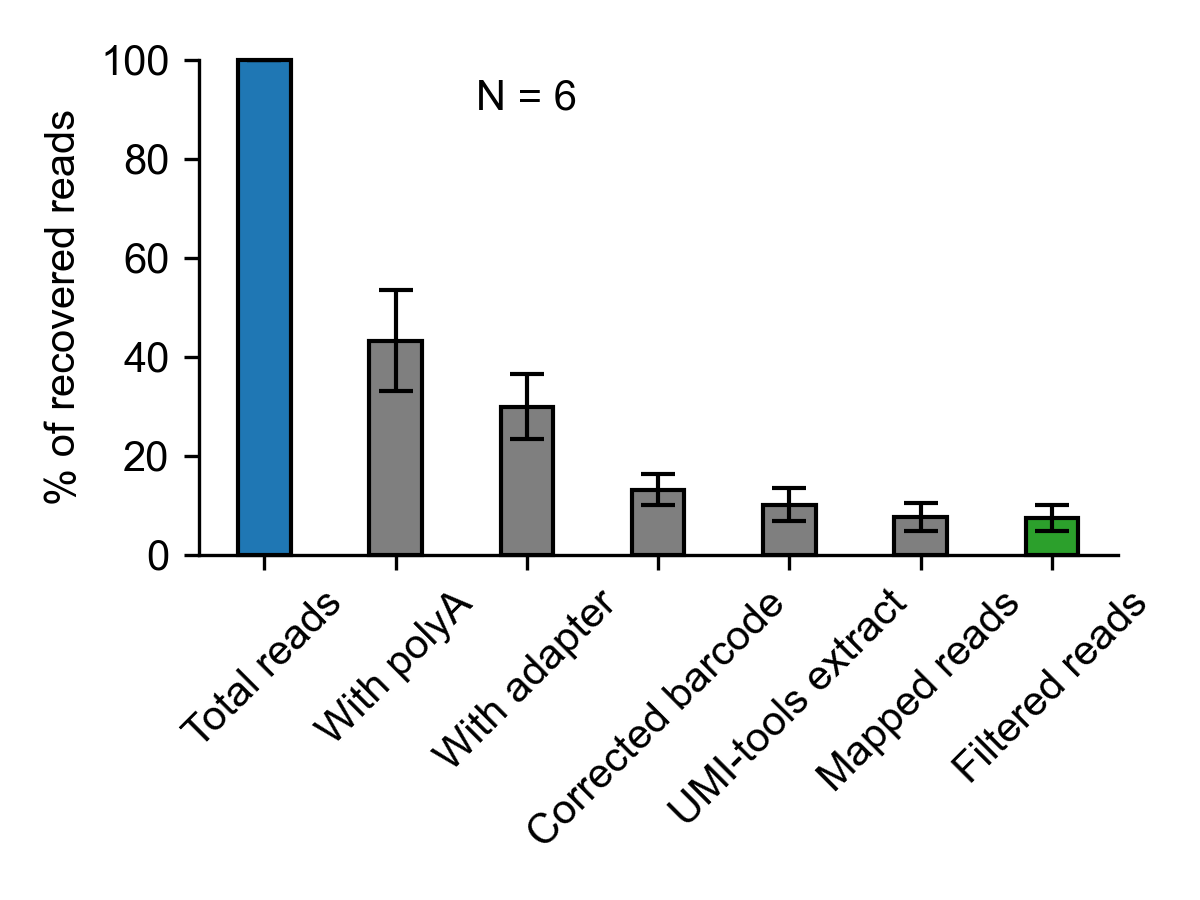 % of recovered reads
100
80
60
40
20
0
N = 6
Total reads
With polyA
With adapter
Corrected barcode
UMI-tools extract
Mapped reads
Filtered reads